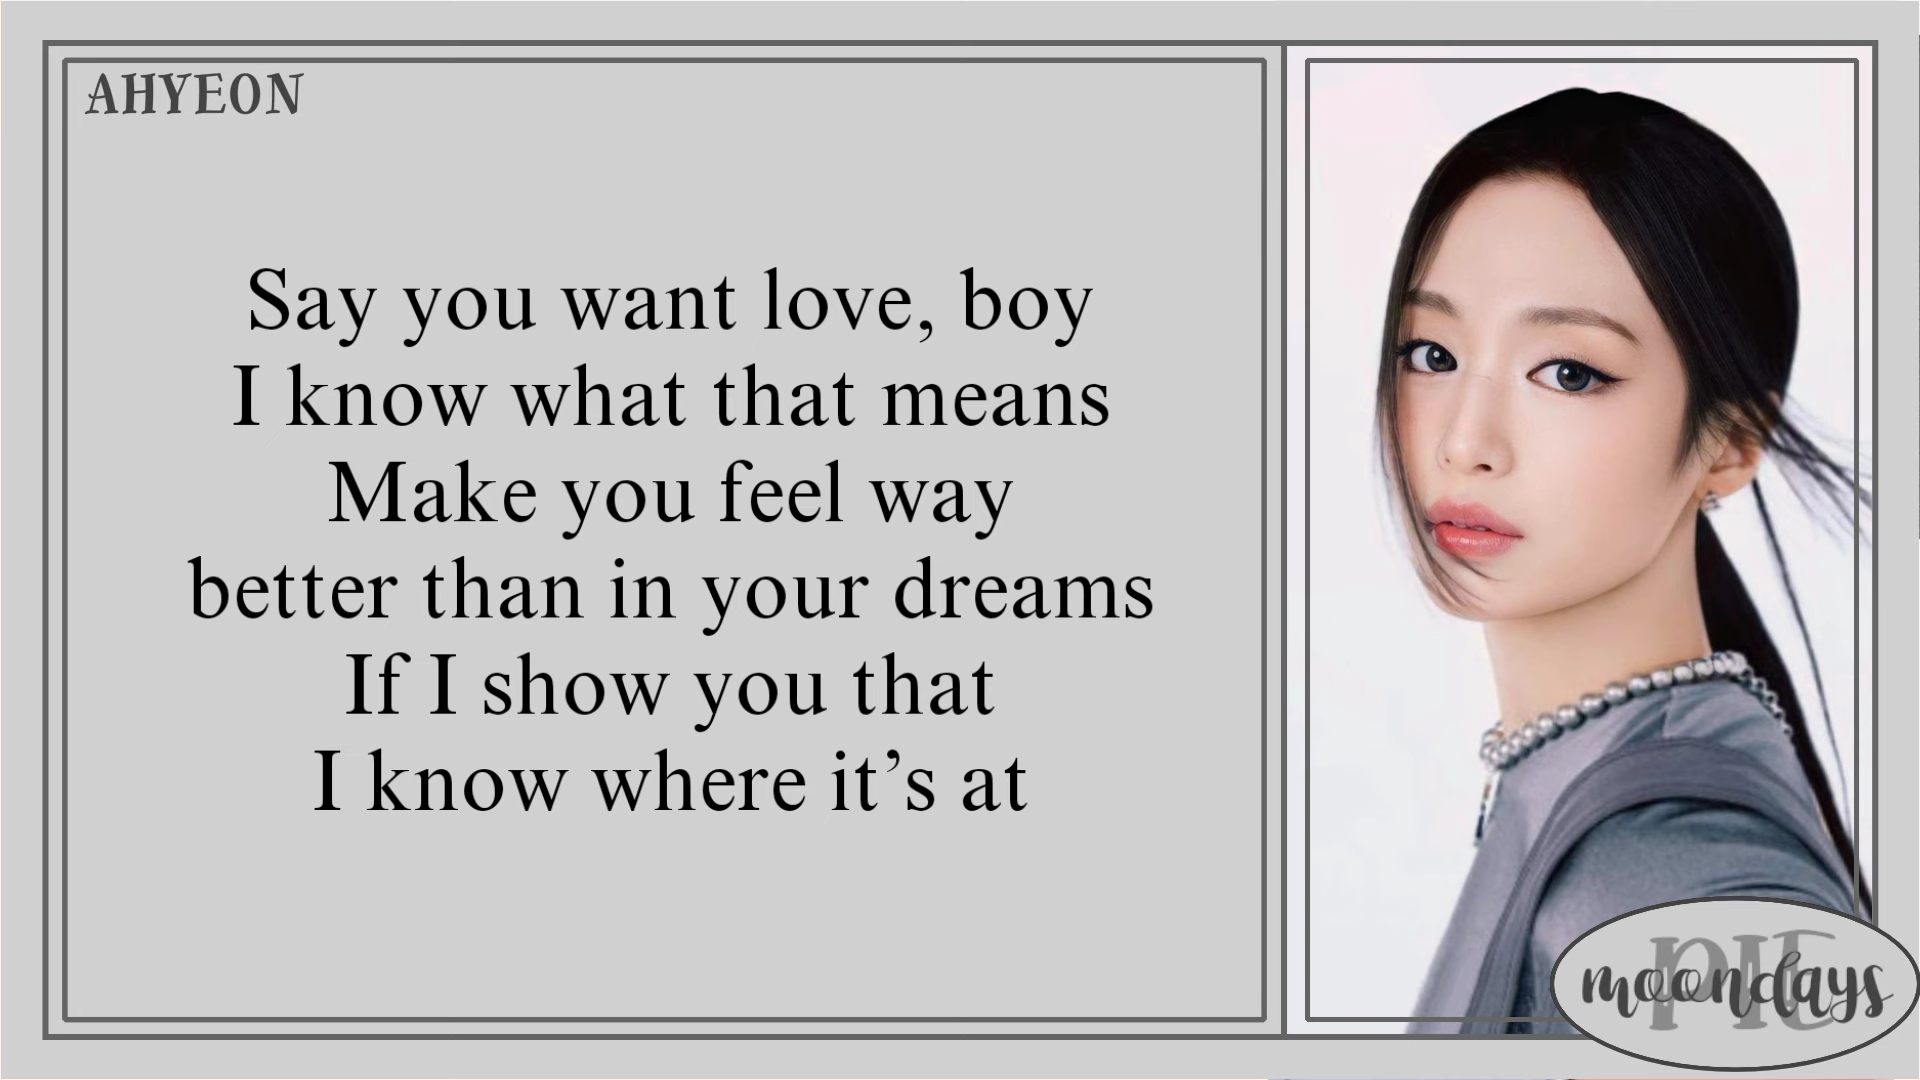 AHYEON
Say you want love, boy
I know what that means
Make you feel way
better than in your dreams
If I show you that
I know where it’s at
moondays